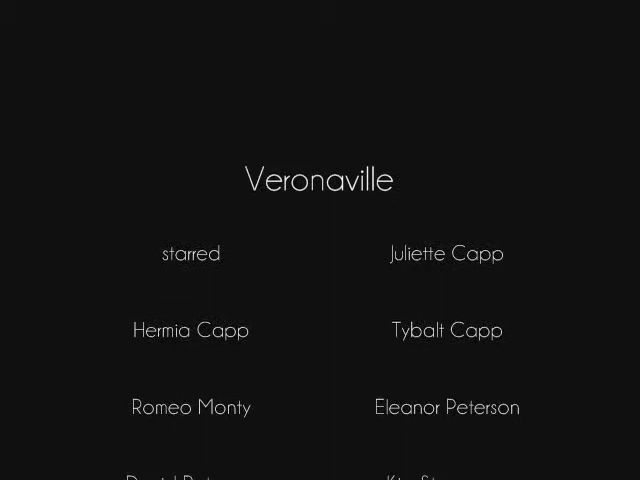 Veronaville
starred Juliette Capp
Hermia Capp Tybalt Capp
Romeo Monty Eleanor Peterson